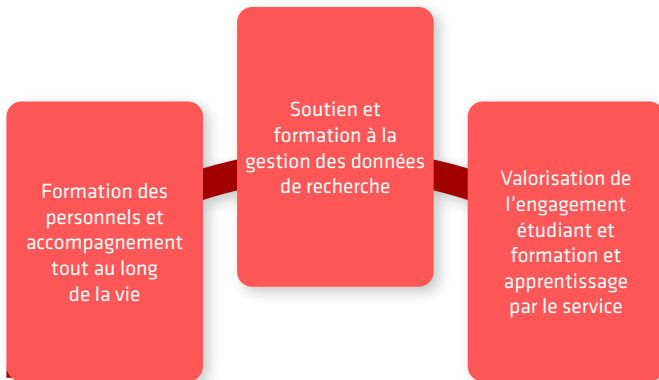 Formation des
personnels et
accompagnement
tout au long
de la vie
Soutien et
formation à la
gestion des données
de recherche
Valorisation de
l’engagement
étudiant et
formation et
apprentissage
par le service